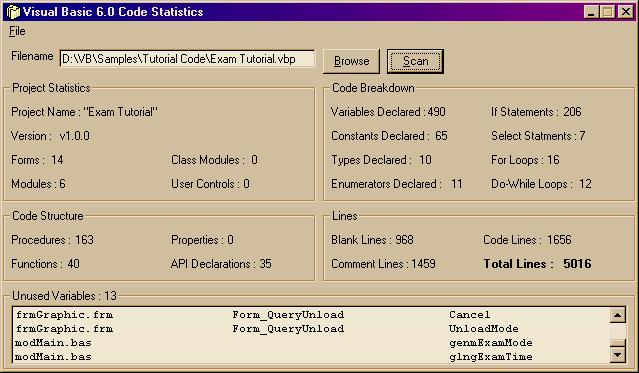 Visual Basic 6.0 Code Statistics
File
Filename D:\VB\Samples\Tutorial Code\Exam Tutorial.vbp Browse Scan
Project Statistics
Project Name : "Exam Tutorial"
Version : v1.0.0
Forms : 14 Class Modules : 0
Modules : 6 User Controls : 0
Code Breakdown
Variables Declared : 490 If Statements : 206
Constants Declared : 65 Select Statments : 7
Types Declared : 10 For Loops : 16
Enumerators Declared : 11 Do-While Loops : 12
Code Structure
Procedures : 163 Properties : 0
Functions : 40 API Declarations : 35
Lines
Blank Lines : 968 Code Lines : 1656
Comment Lines : 1459 Total Lines : 5016
Unused Variables : 13
frmGraphic.frm Form_QueryUnload Cancel
frmGraphic.frm Form_QueryUnload UnloadMode
modMain.bas genmExamMode
modMain.bas glngExamTime